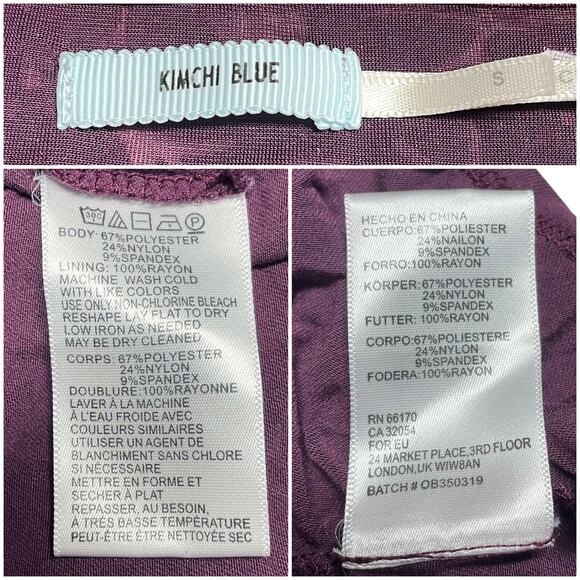 KIMCHI BLUE
S
C
30C
P
BODY: 67%POLYESTER
24%NYLON
9%SPANDEX
LINING: 100%RAYON
MACHINE WASH COLD
WITH LIKE COLORS
USE ONLY NON-CHLORINE BLEACH
RESHAPE LAY FLAT TO DRY
LOW IRON AS NEEDED
MAY BE DRY CLEANED
CORPS: 67%POLYESTER
24%NYLON
9%SPANDEX
DOUBLURE: 100%RAYONNE
LAVER À LA MACHINE
À L'EAU FROIDE AVEC
COULEURS SIMILAIRES
UTILISER UN AGENT DE
BLANCHIMENT SANS CHLORE
SI NÉCESSAIRE
METTRE EN FORME ET
SÉCHER À PLAT
REPASSER, AU BESOIN,
À TRÈS BASSE TEMPÉRATURE
PEUT-ÊTRE ÊTRE NETTOYÉE SEC
HECHO EN CHINA
CUERPO: 67%POLIESTER
24%NAILON
9%SPANDEX
FORRO: 100%RAYON
KÖRPER: 67%POLYESTER
24%NYLON
9%SPANDEX
FUTTER: 100%RAYON
CORPO:67%POLIESTERE
24%NYLON
9%SPANDEX
FODERA:100%RAYON
RN 66170
CA 32054
FOR EU
24 MARKET PLACE,3RD FLOOR
LONDON,UK WIW8AN
BATCH # OB350319